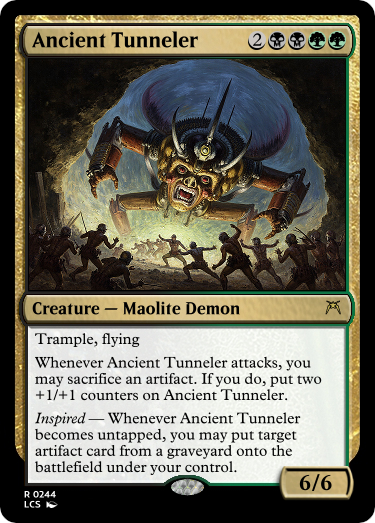 Ancient Tunneler 2
Creature — Maolite Demon
Trample, flying
Whenever Ancient Tunneler attacks, you
may sacrifice an artifact. If you do, put two
+1/+1 counters on Ancient Tunneler.
Inspired — Whenever Ancient Tunneler
becomes untapped, you may put target
artifact card from a graveyard onto the
battlefield under your control.
6/6
R 0244
LCS